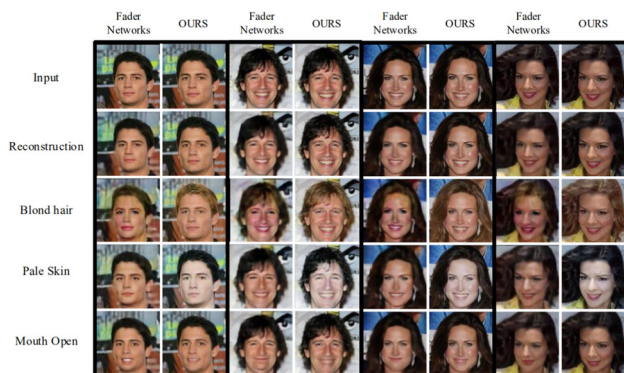 Fader Networks OURS Fader Networks OURS Fader Networks OURS Fader Networks OURS
Input
Reconstruction
Blond hair
Pale Skin
Mouth Open